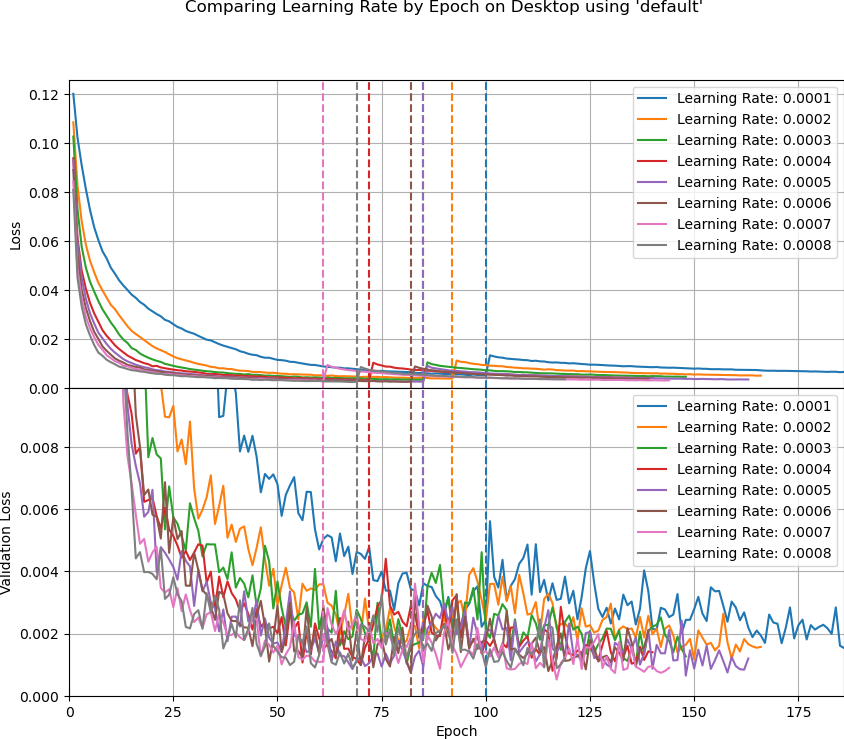 Comparing Learning Rate by Epoch on Desktop using 'default'
0.12
0.10
0.08
0.06
0.04
0.02
0.00
Loss
Learning Rate: 0.0001
Learning Rate: 0.0002
Learning Rate: 0.0003
Learning Rate: 0.0004
Learning Rate: 0.0005
Learning Rate: 0.0006
Learning Rate: 0.0007
Learning Rate: 0.0008
0.008
0.006
0.004
0.002
0.000
Validation Loss
Learning Rate: 0.0001
Learning Rate: 0.0002
Learning Rate: 0.0003
Learning Rate: 0.0004
Learning Rate: 0.0005
Learning Rate: 0.0006
Learning Rate: 0.0007
Learning Rate: 0.0008
0 25 50 75 100 125 150 175
Epoch